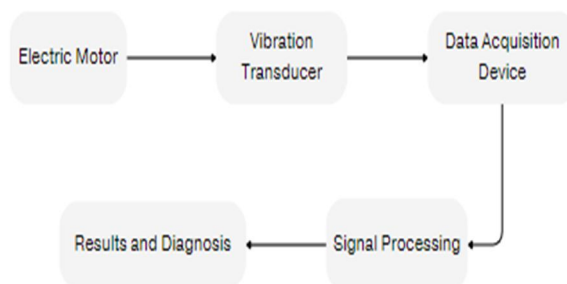 Electric Motor
Vibration
Transducer
Data Acquisition
Device
Signal Processing
Results and Diagnosis